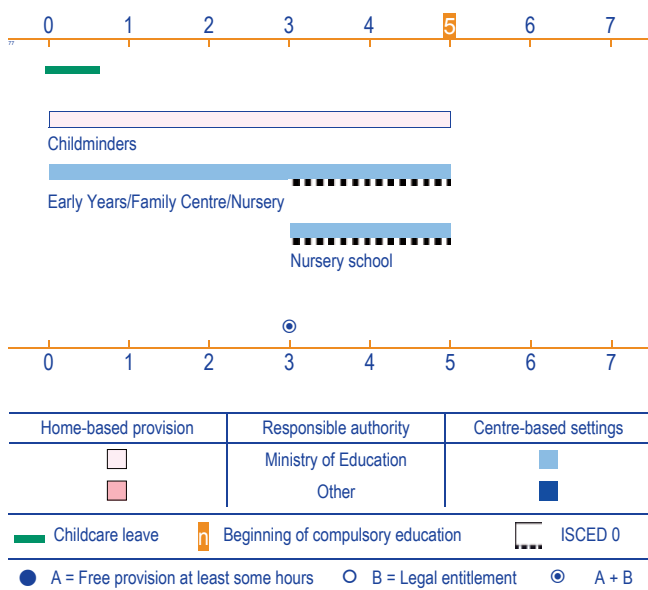 0 1 2 3 4 5 6 7
77
Childminders
Early Years/Family Centre/Nursery
Nursery school
0 1 2 3 4 5 6 7
Home-based provision Responsible authority Centre-based settings
Ministry of Education
Other
Childcare leave n Beginning of compulsory education ISCED 0
A = Free provision at least some hours B = Legal entitlement A + B